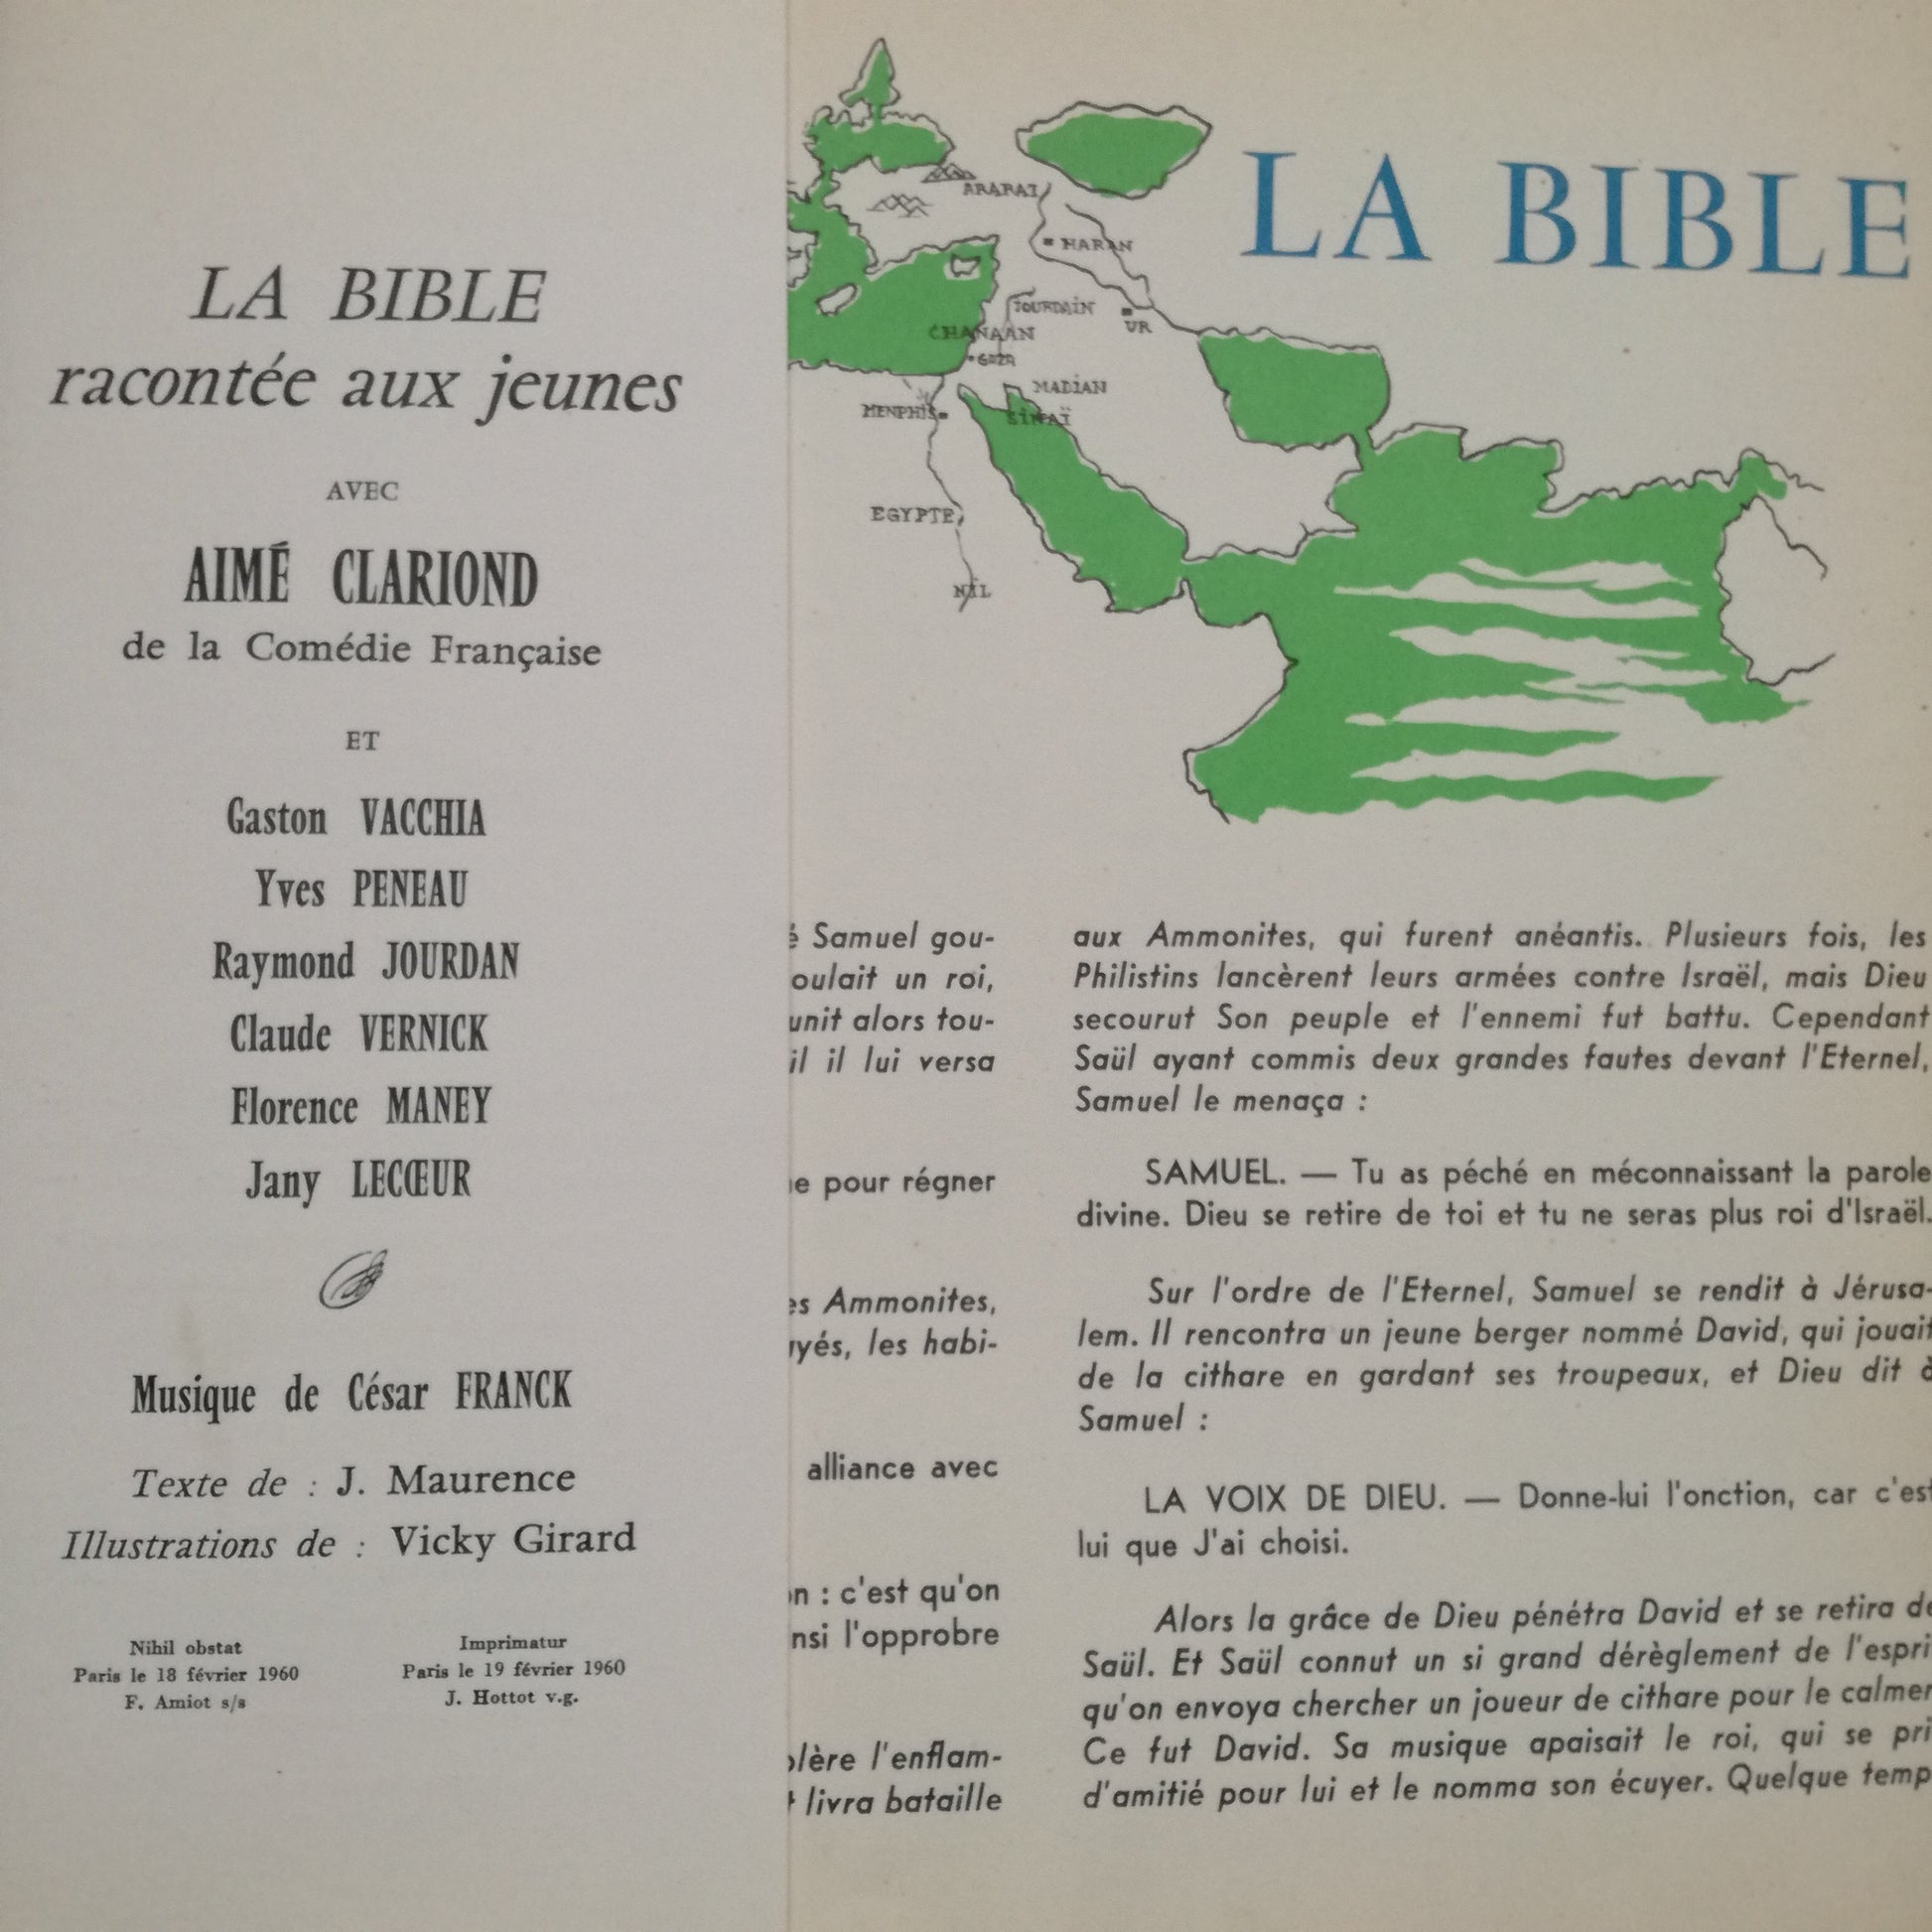 LA BIBLE
racontée aux jeunes
AVEC
AIMÉ CLARIOND
de la Comédie Française
ET
Gaston VACCHIA
Yves PENEAU
Raymond JOURDAN
Claude VERNICK
Florence MANEY
Jany LECŒUR
Musique de César FRANCK
Texte de : J. Maurence
Illustrations de : Vicky Girard
Nihil obstat
Paris le 18 février 1960
F. Amiot s/s
Imprimatur
Paris le 19 février 1960
J. Hottot v.g.
LA BIBLE
ARARAT
HARAN
JOURDAIN
UR
CHANAAN
GAZA
MADIAN
MENPHIS
SINAÏ
EGYPTE
NIL
Samuel gou-
un roi,
alors tou-
il lui versa
pour régner
Ammonites,
les habi-
alliance avec
: c'est qu'on
l'opprobre
l'enflam-
livra bataille
aux Ammonites, qui furent anéantis. Plusieurs fois, les
Philistins lancèrent leurs armées contre Israël, mais Dieu
secourut Son peuple et l'ennemi fut battu. Cependant
Saül ayant commis deux grandes fautes devant l'Eternel,
Samuel le menaça :
SAMUEL. — Tu as péché en méconnaissant la parole
divine. Dieu se retire de toi et tu ne seras plus roi d'Israël.
Sur l'ordre de l'Eternel, Samuel se rendit à Jérusa-
lem. Il rencontra un jeune berger nommé David, qui jouait
de la cithare en gardant ses troupeaux, et Dieu dit à
Samuel :
LA VOIX DE DIEU. — Donne-lui l'onction, car c'est
lui que J'ai choisi.
Alors la grâce de Dieu pénétra David et se retira de
Saül. Et Saül connut un si grand dérèglement de l'esprit
qu'on envoya chercher un joueur de cithare pour le calmer
Ce fut David. Sa musique apaisait le roi, qui se prit
d'amitié pour lui et le nomma son écuyer. Quelque temp